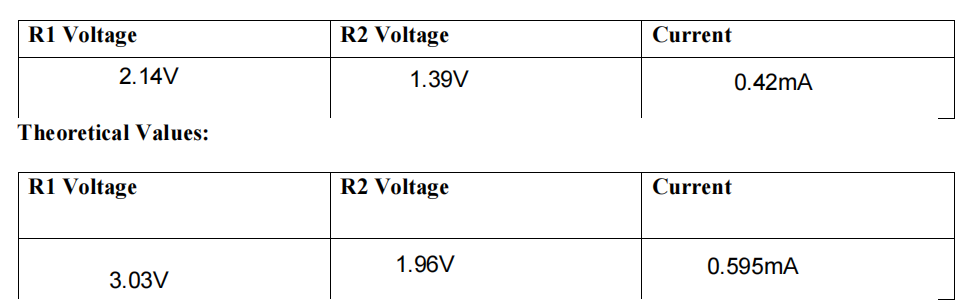 R1 Voltage R2 Voltage Current
2.14V 1.39V 0.42mA
Theoretical Values:
R1 Voltage R2 Voltage Current
3.03V 1.96V 0.595mA